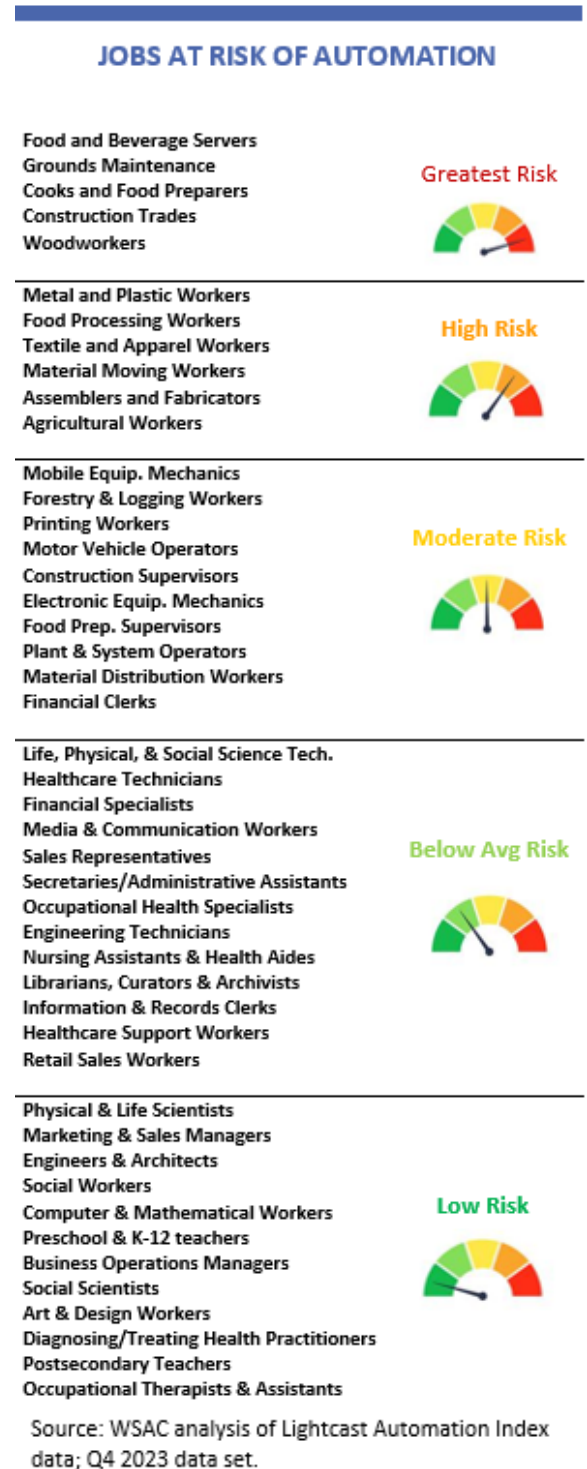 JOBS AT RISK OF AUTOMATION
Food and Beverage Servers
Grounds Maintenance
Cooks and Food Preparers
Construction Trades
Woodworkers
Greatest Risk
Metal and Plastic Workers
Food Processing Workers
Textile and Apparel Workers
Material Moving Workers
Assemblers and Fabricators
Agricultural Workers
High Risk
Mobile Equip. Mechanics
Forestry & Logging Workers
Printing Workers
Motor Vehicle Operators
Construction Supervisors
Electronic Equip. Mechanics
Food Prep. Supervisors
Plant & System Operators
Material Distribution Workers
Financial Clerks
Moderate Risk
Life, Physical, & Social Science Tech.
Healthcare Technicians
Financial Specialists
Media & Communication Workers
Sales Representatives
Secretaries/Administrative Assistants
Occupational Health Specialists
Engineering Technicians
Nursing Assistants & Health Aides
Librarians, Curators & Archivists
Information & Records Clerks
Healthcare Support Workers
Retail Sales Workers
Below Avg Risk
Physical & Life Scientists
Marketing & Sales Managers
Engineers & Architects
Social Workers
Computer & Mathematical Workers
Preschool & K-12 teachers
Business Operations Managers
Social Scientists
Art & Design Workers
Diagnosing/Treating Health Practitioners
Postsecondary Teachers
Occupational Therapists & Assistants
Low Risk
Source: WSAC analysis of Lightcast Automation Index
data; Q4 2023 data set.